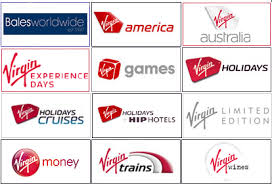 Balesworldwide
Virgin america
Virgin australia
Virgin EXPERIENCE
DAYS
Virgin games
Virgin HOLIDAYS
Virgin HOLIDAYS
CRUISES
Virgin HOLIDAYS
HIP HOTELS
Virgin LIMITED
EDITION
Virgin money
Virgin trains
Virgin wines